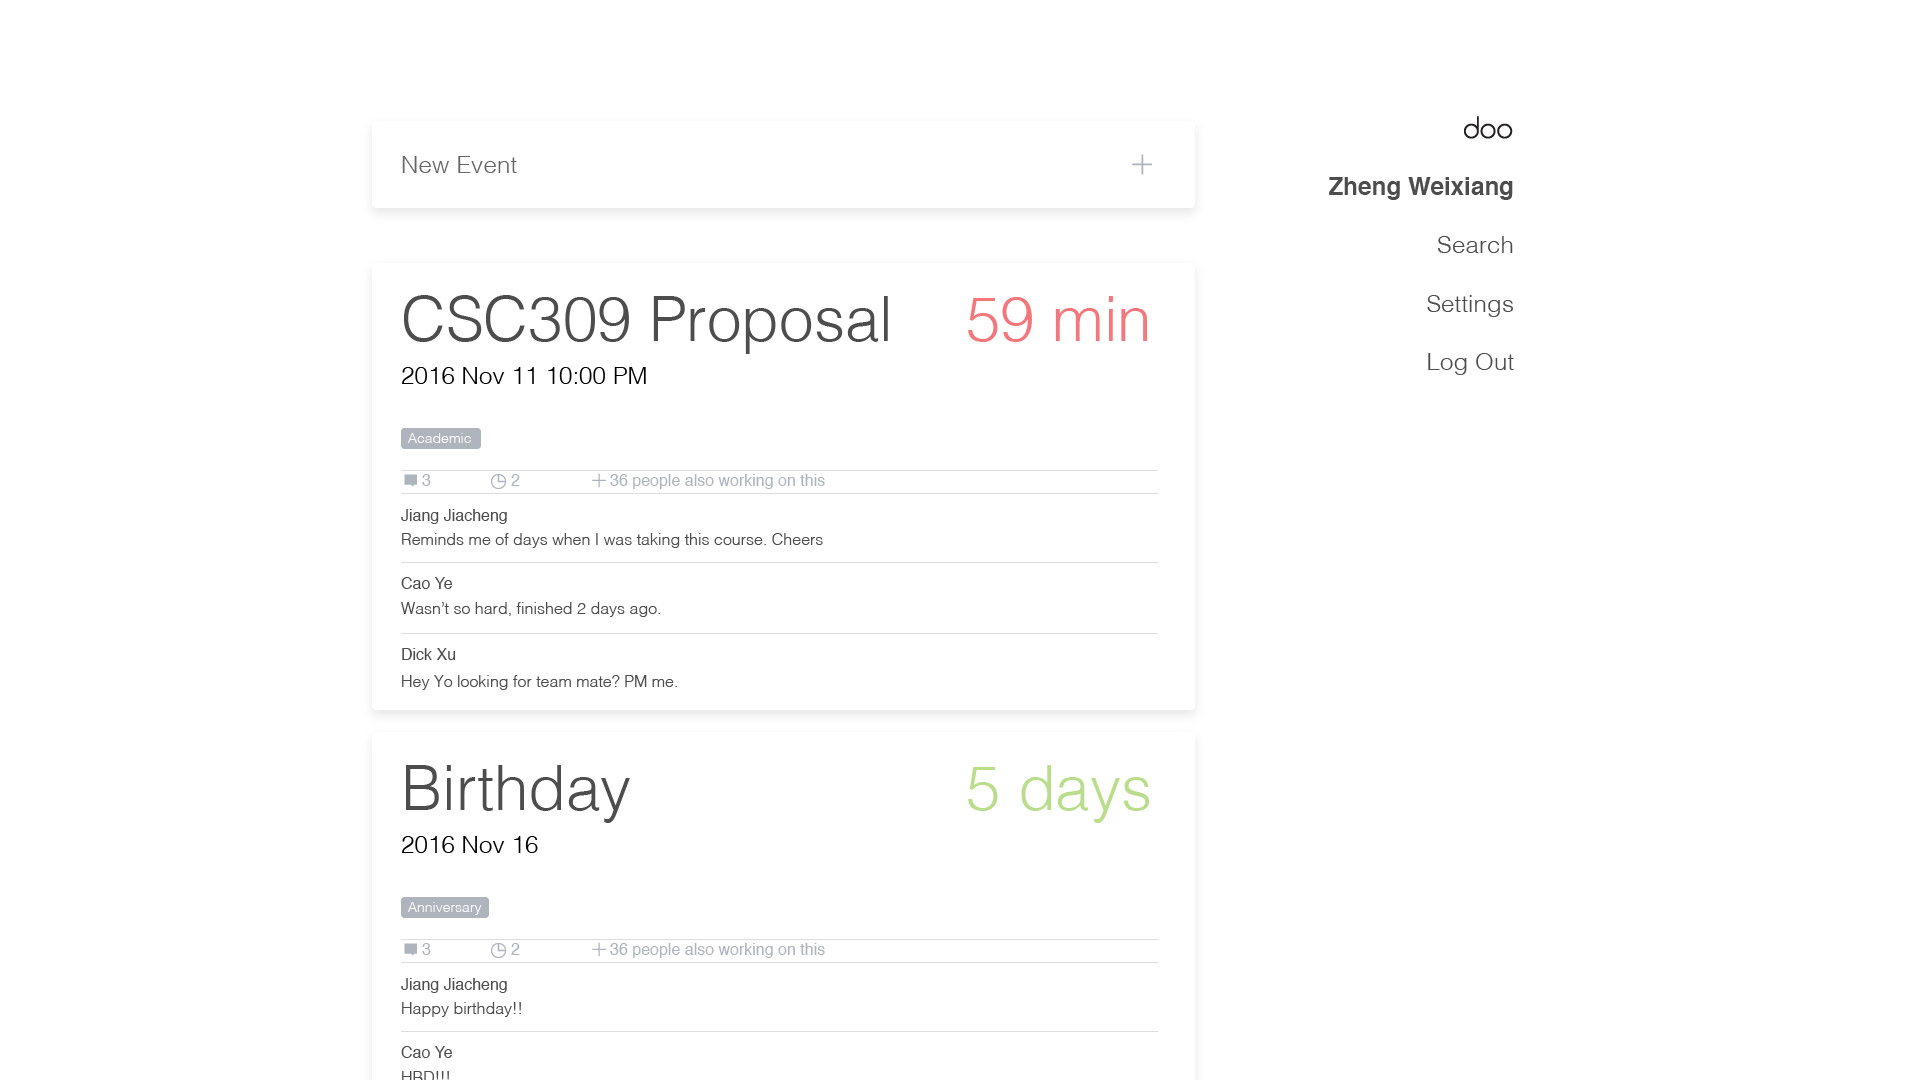 New Event
CSC309 Proposal 59 min
2016 Nov 11 10:00 PM
Academic
3 2 36 people also working on this
Jiang Jiacheng
Reminds me of days when I was taking this course. Cheers
Cao Ye
Wasn’t so hard, finished 2 days ago.
Dick Xu
Hey Yo looking for team mate? PM me.
Birthday 5 days
2016 Nov 16
Anniversary
3 2 36 people also working on this
Jiang Jiacheng
Happy birthday!!
Cao Ye
HBD!!!
doo
Zheng Weixiang
Search
Settings
Log Out